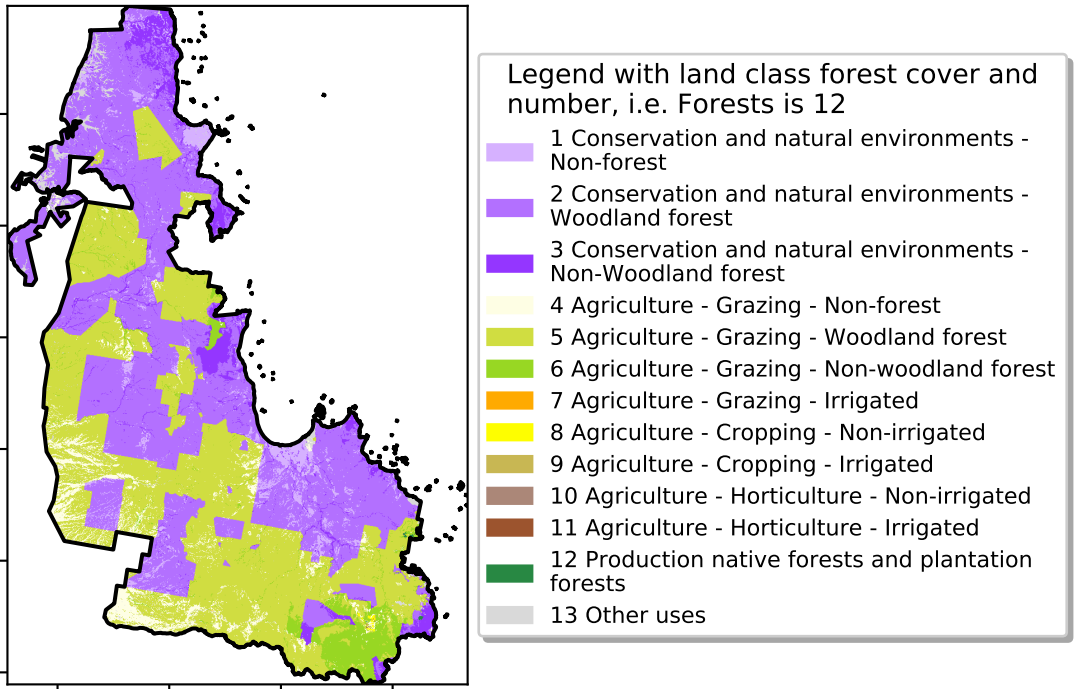 Legend with land class forest cover and
number, i.e. Forests is 12
1 Conservation and natural environments -
Non-forest
2 Conservation and natural environments -
Woodland forest
3 Conservation and natural environments -
Non-Woodland forest
4 Agriculture - Grazing - Non-forest
5 Agriculture - Grazing - Woodland forest
6 Agriculture - Grazing - Non-woodland forest
7 Agriculture - Grazing - Irrigated
8 Agriculture - Cropping - Non-irrigated
9 Agriculture - Cropping - Irrigated
10 Agriculture - Horticulture - Non-irrigated
11 Agriculture - Horticulture - Irrigated
12 Production native forests and plantation
forests
13 Other uses